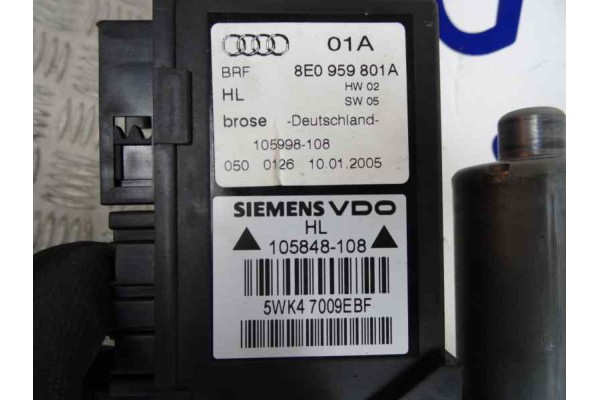 01A
BRF 8E0 959 801A
HL HW 02
SW 05
brose -Deutschland-
105998-108
050 0126 10.01.2005
SIEMENS VDO
HL
105848-108
5WK4 7009EBF